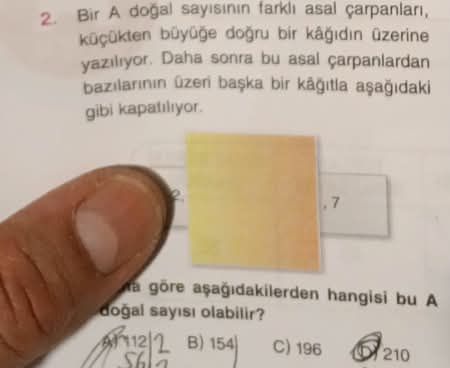 2. Bir A doğal sayısının farklı asal çarpanları,
küçükten büyüğe doğru bir kâğıdın üzerine
yazılıyor. Daha sonra bu asal çarpanlardan
bazılarının üzeri başka bir kâğıtla aşağıdaki
gibi kapatılıyor.
2, , 7
göre aşağıdakilerden hangisi bu A
doğal sayısı olabilir?
A) 112 2 B) 154 C) 196 D) 210
56 2